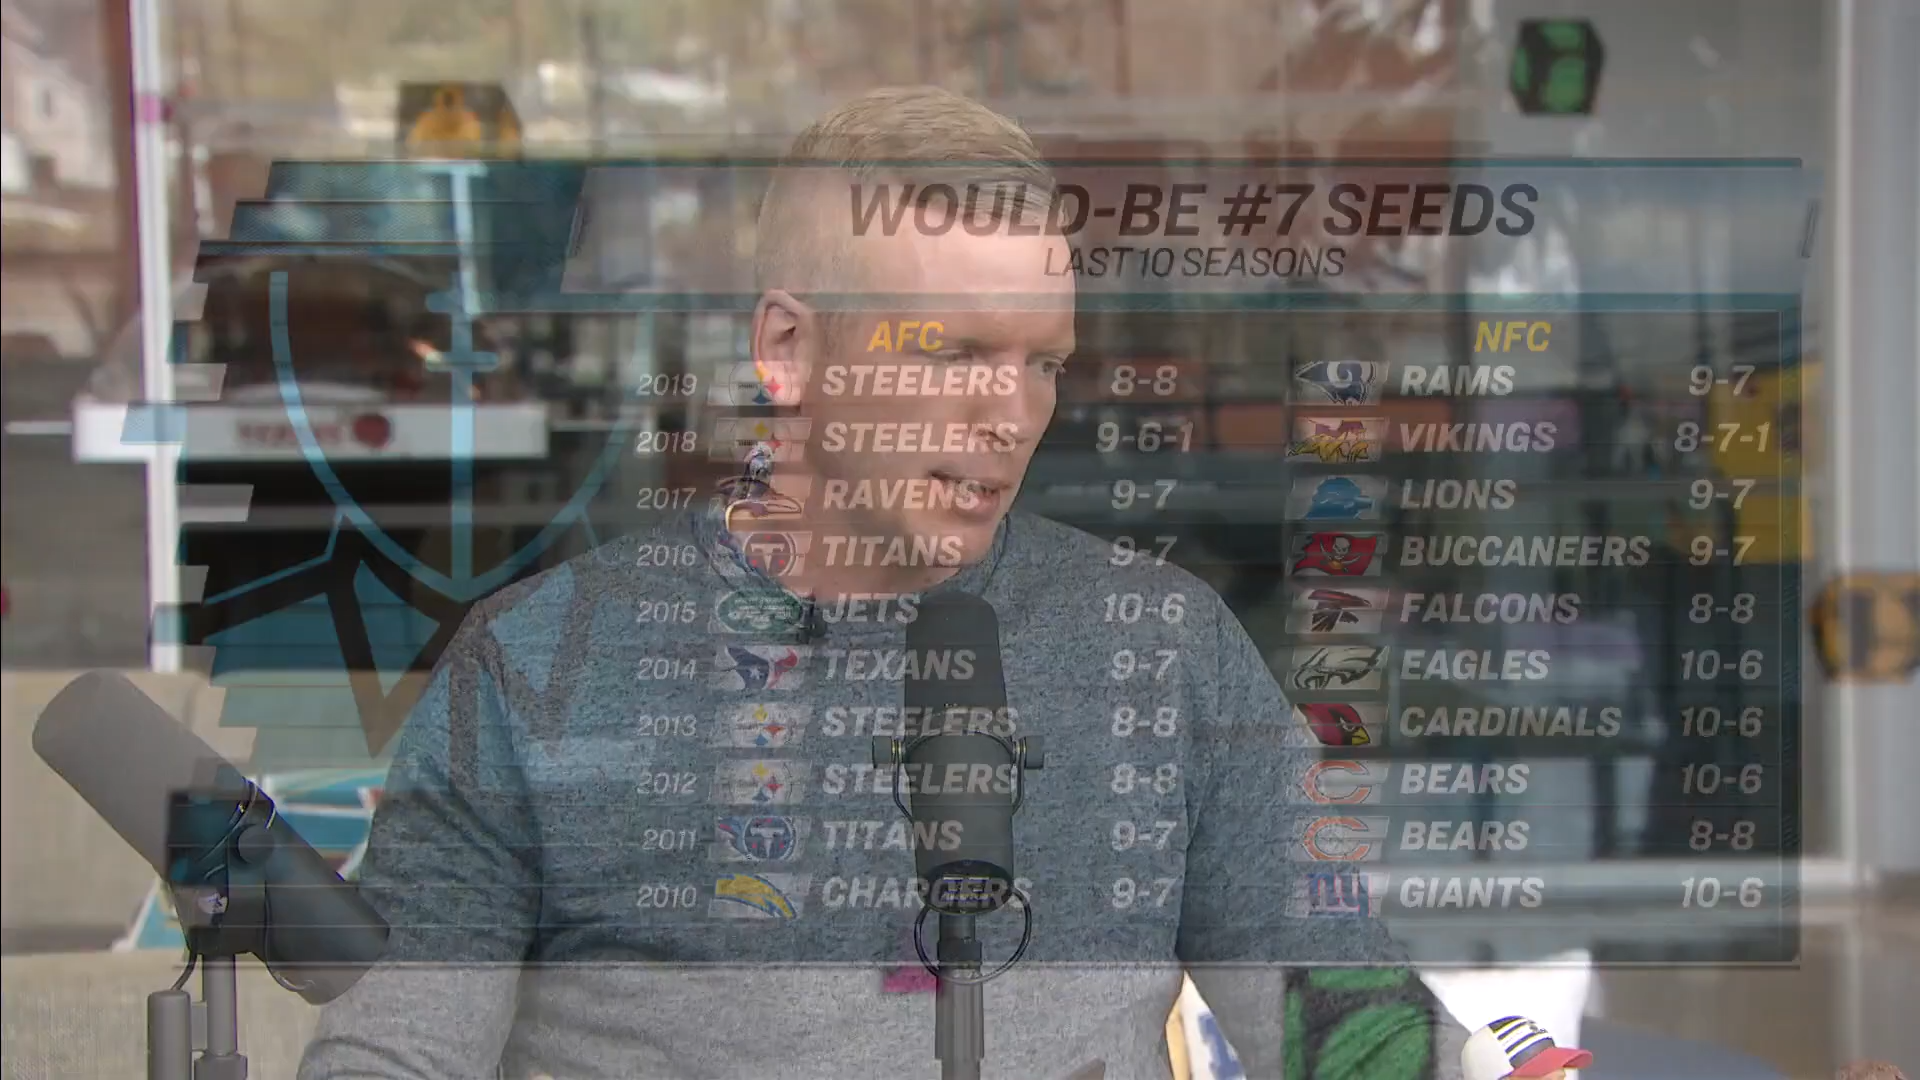 WOULD-BE #7 SEEDS
LAST 10 SEASONS
AFC NFC
2019 STEELERS 8-8 RAMS 9-7
2018 STEELERS 9-6-1 VIKINGS 8-7-1
2017 RAVENS 9-7 LIONS 9-7
2016 TITANS 9-7 BUCCANEERS 9-7
2015 JETS 10-6 FALCONS 8-8
2014 TEXANS 9-7 EAGLES 10-6
2013 STEELERS 8-8 CARDINALS 10-6
2012 STEELERS 8-8 BEARS 10-6
2011 TITANS 9-7 BEARS 8-8
2010 CHARGERS 9-7 GIANTS 10-6